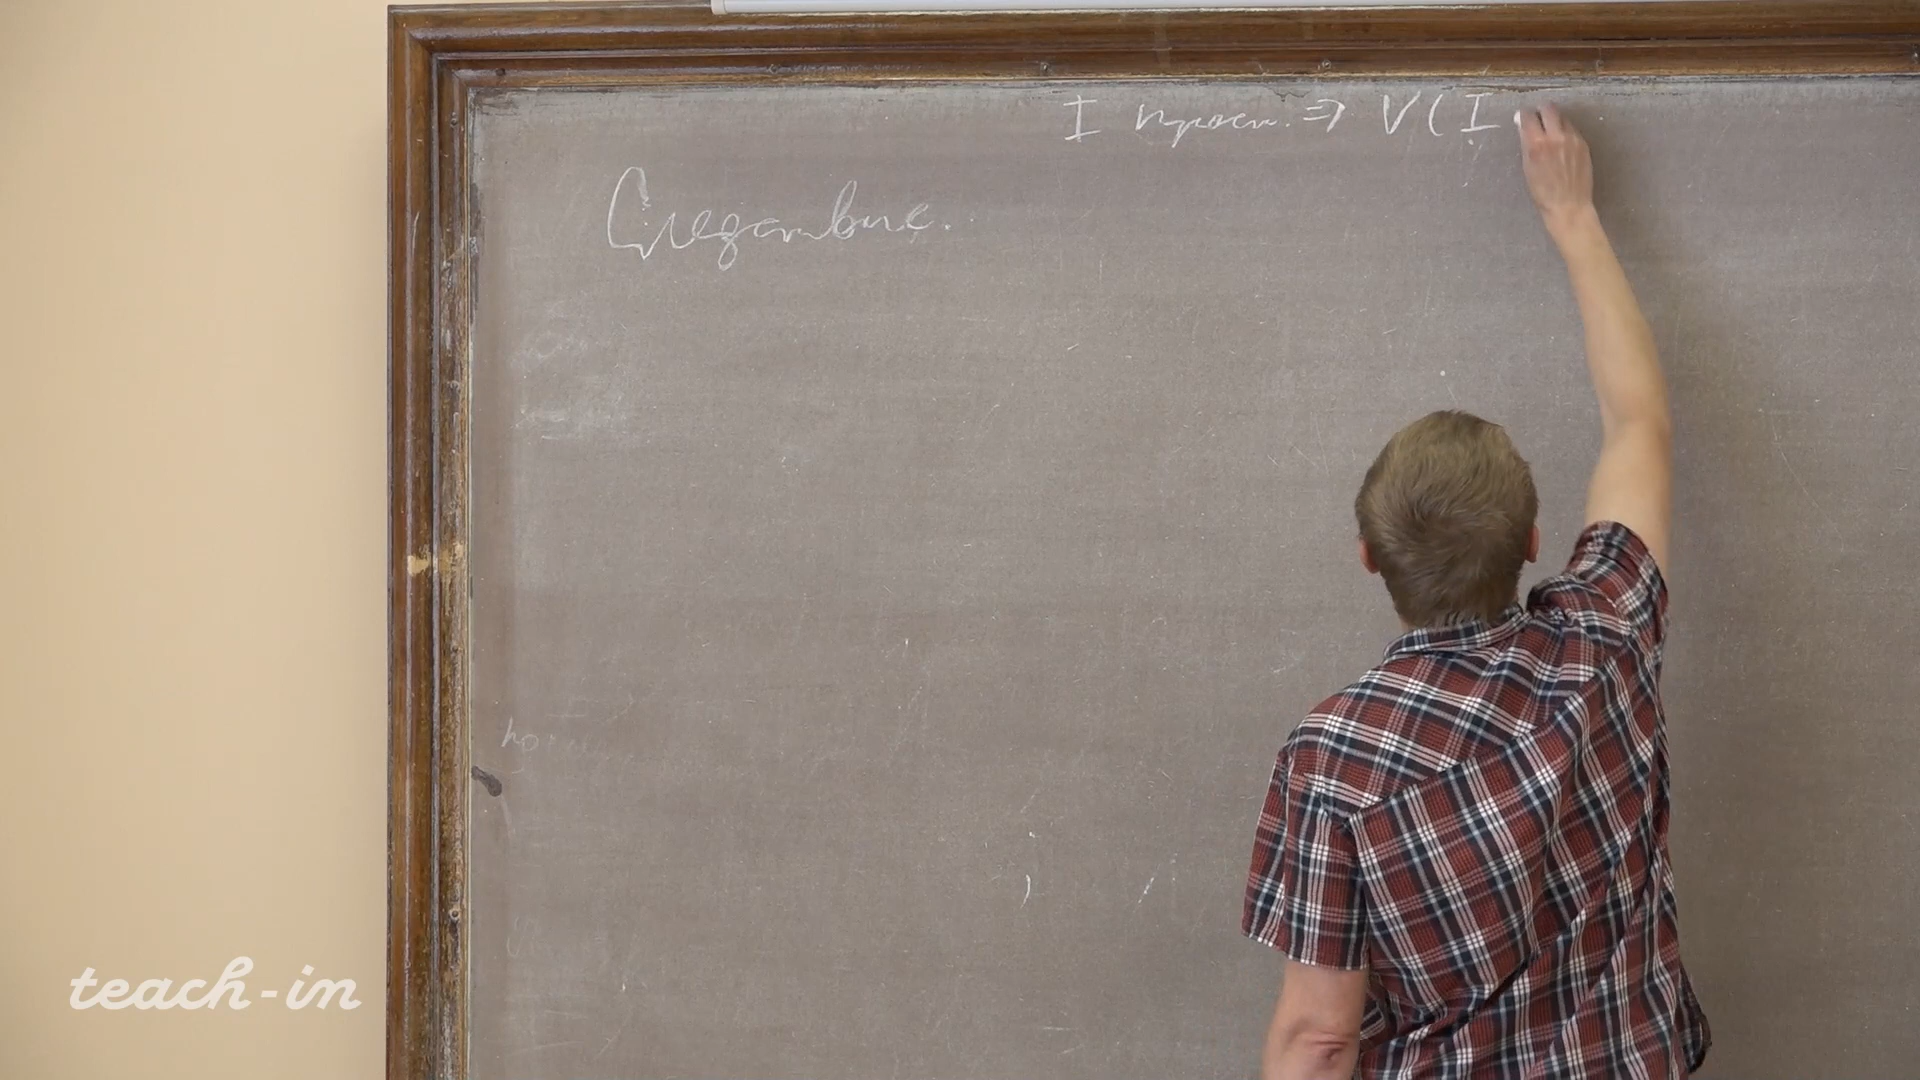 I прост. ⇒ V(I
Следствие.
teach-in